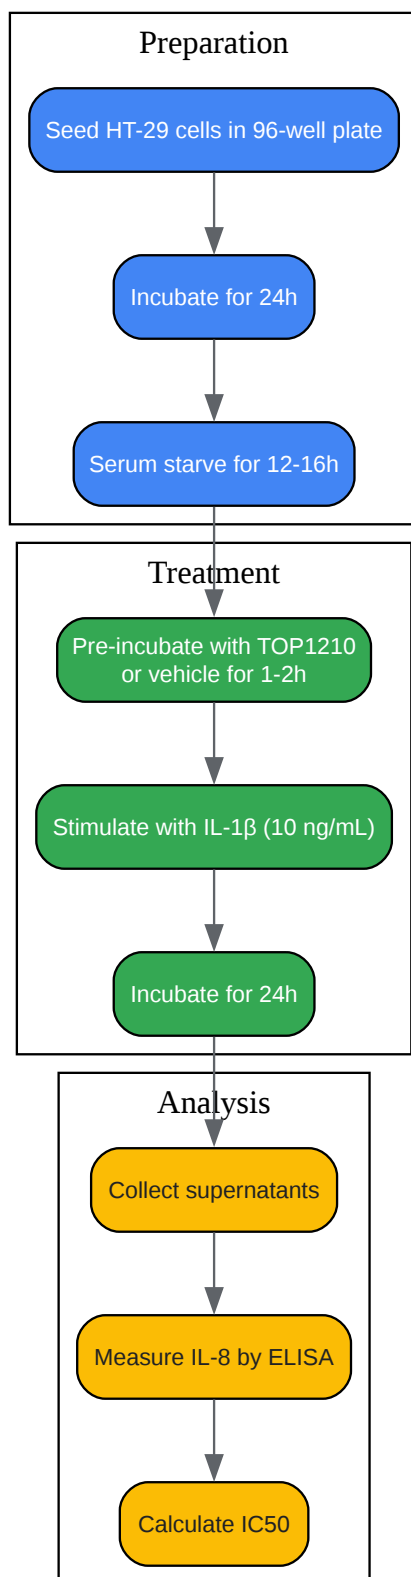 Preparation
Seed HT-29 cells in 96-well plate
Incubate for 24h
Serum starve for 12-16h
Treatment
Pre-incubate with TOP1210
or vehicle for 1-2h
Stimulate with IL-1β (10 ng/mL)
Incubate for 24h
Analysis
Collect supernatants
Measure IL-8 by ELISA
Calculate IC50